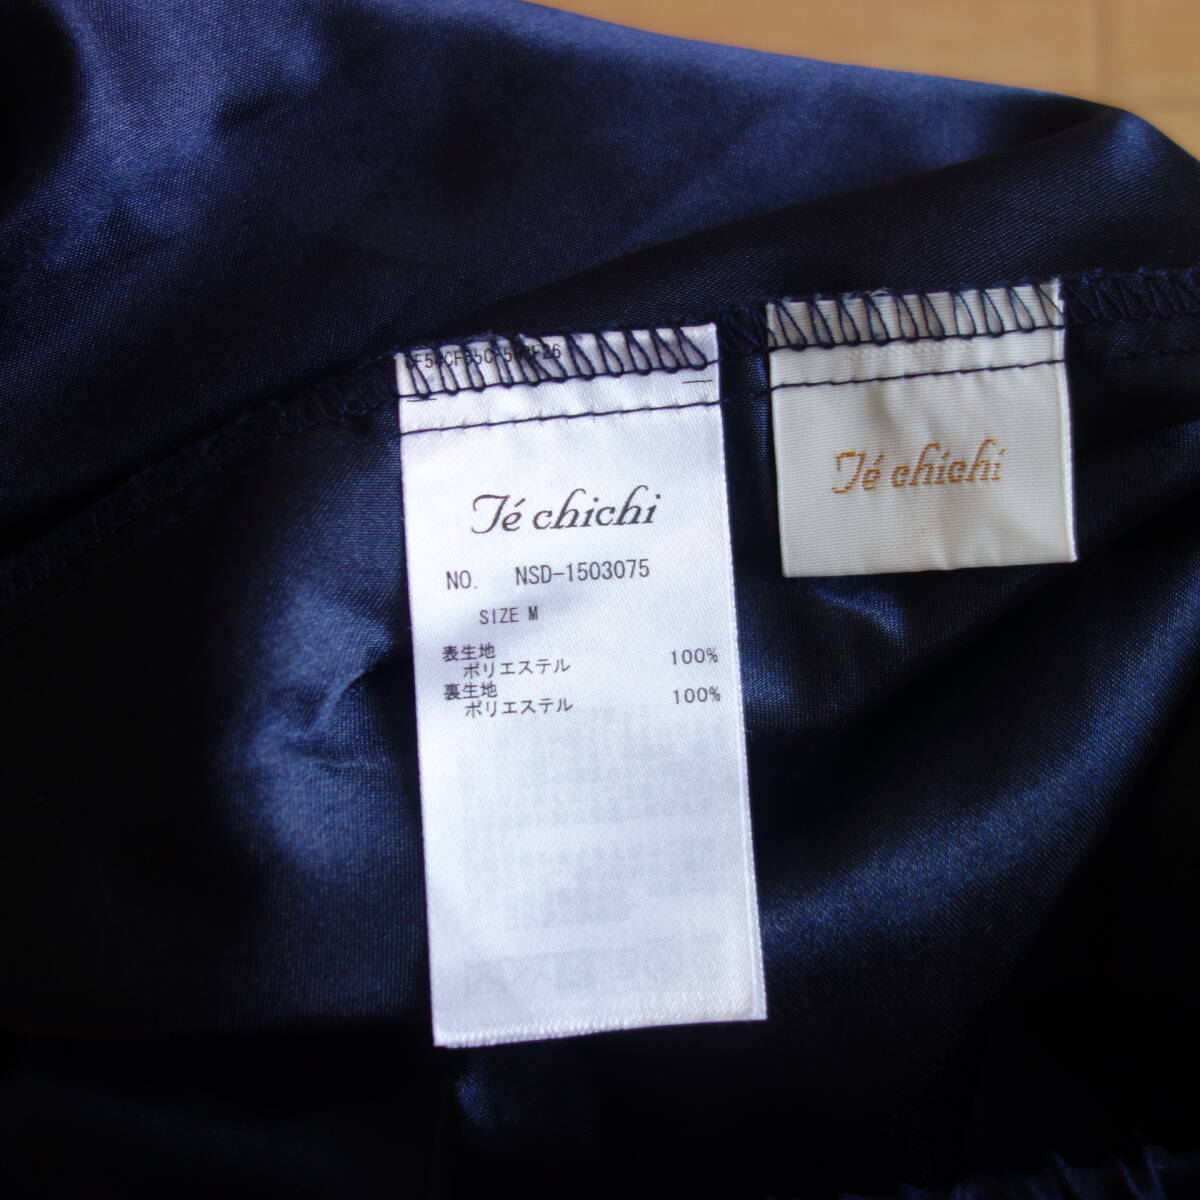 Té chichi
NO. NSD-1503075
SIZE M
表生地
ポリエステル 100%
裏生地
ポリエステル 100%
Té chichi